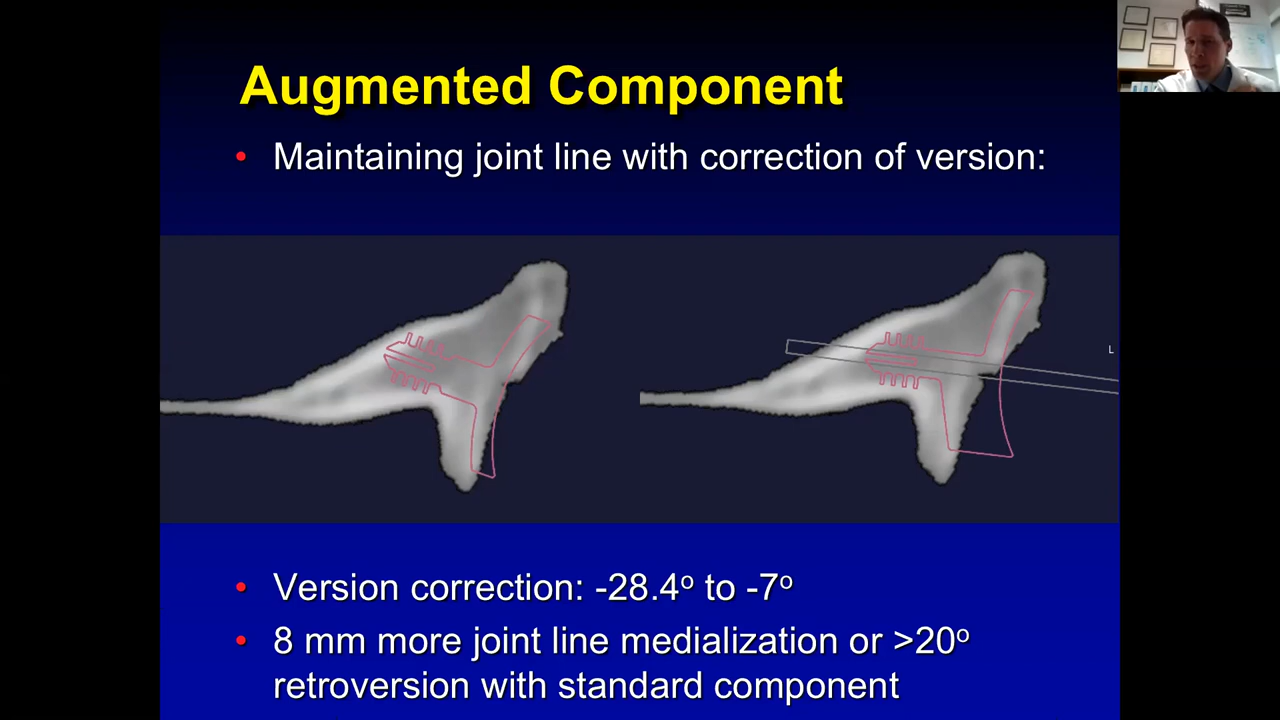 Augmented Component
• Maintaining joint line with correction of version:
L
• Version correction: -28.4º to -7º
• 8 mm more joint line medialization or >20º
retroversion with standard component